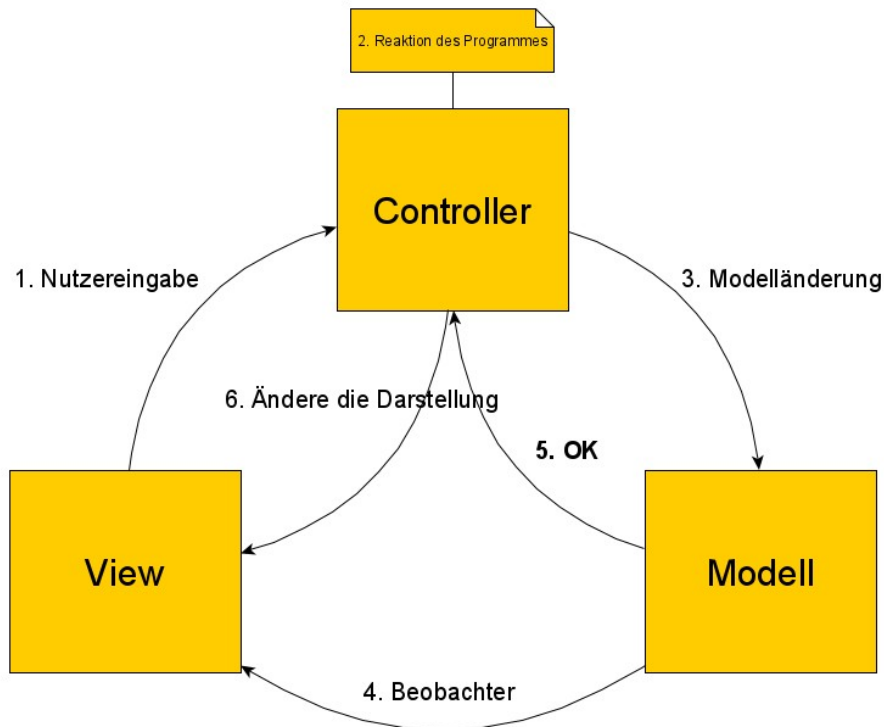 2. Reaktion des Programmes
Controller
1. Nutzereingabe
3. Modelländerung
6. Ändere die Darstellung
5. OK
View
Modell
4. Beobachter